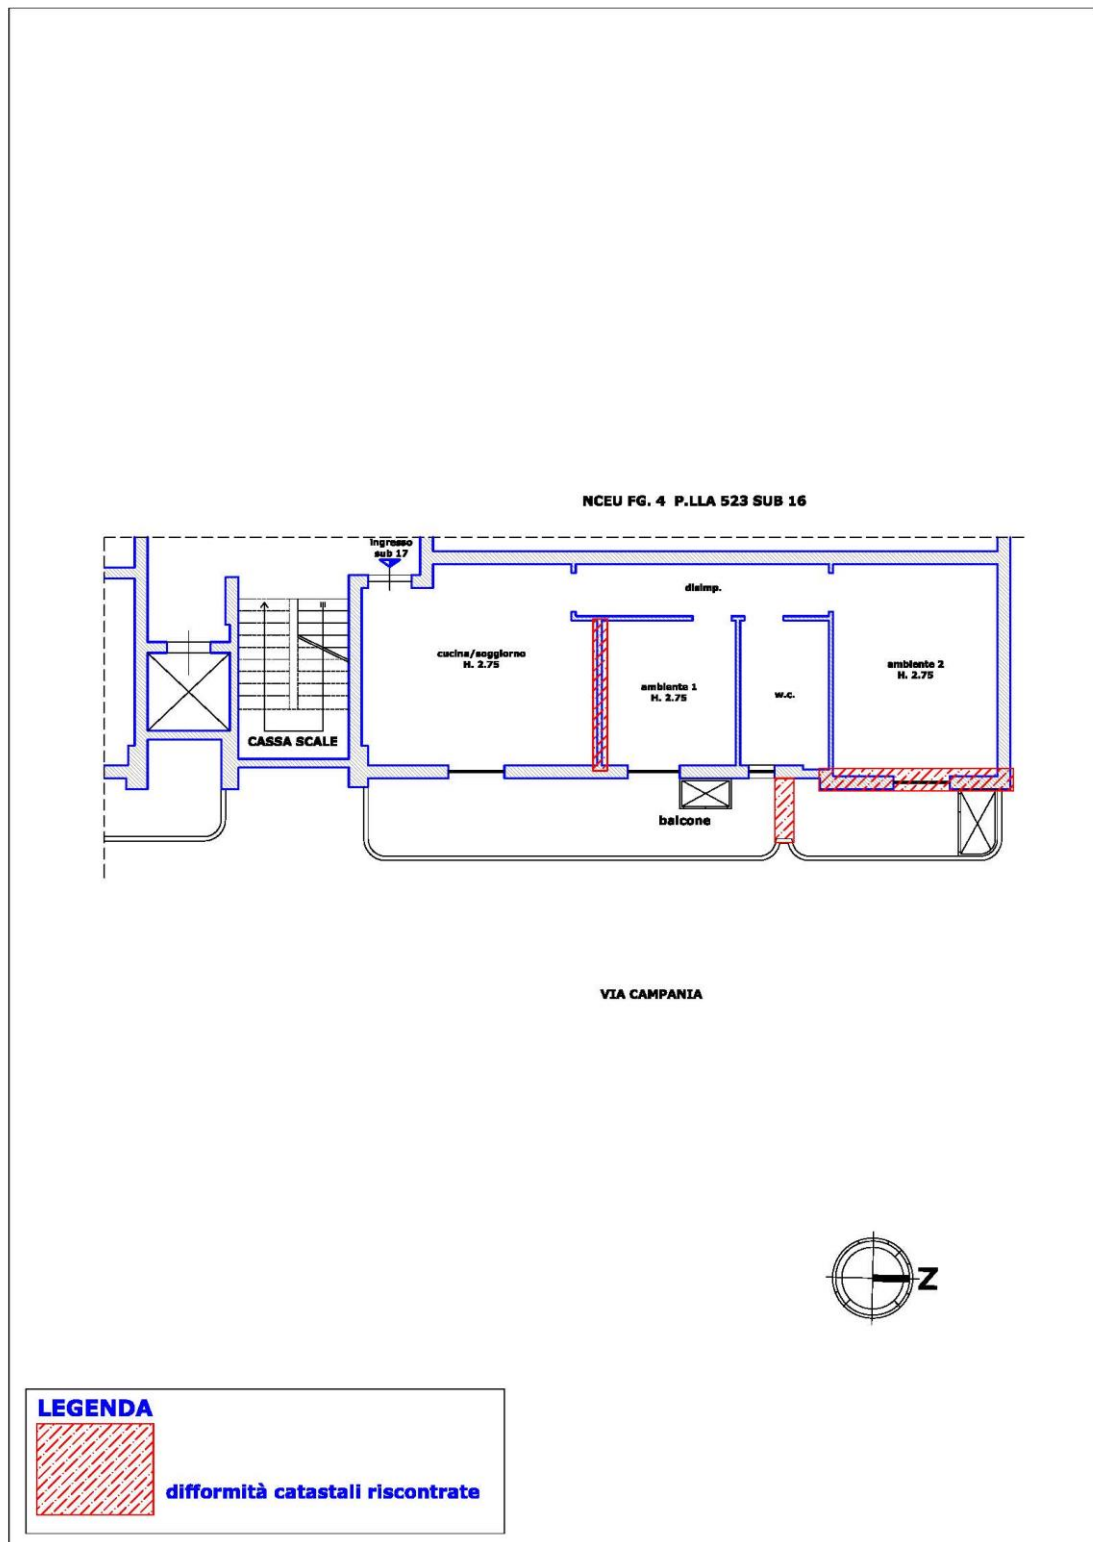 NCEU FG. 4 P.LLA 523 SUB 16
ingresso
sub 17
disimp.
cucina/soggiorno
H. 2.75
ambiente 1
H. 2.75
w.c.
ambiente 2
H. 2.75
CASSA SCALE
balcone
VIA CAMPANIA
N
LEGENDA
difformità catastali riscontrate